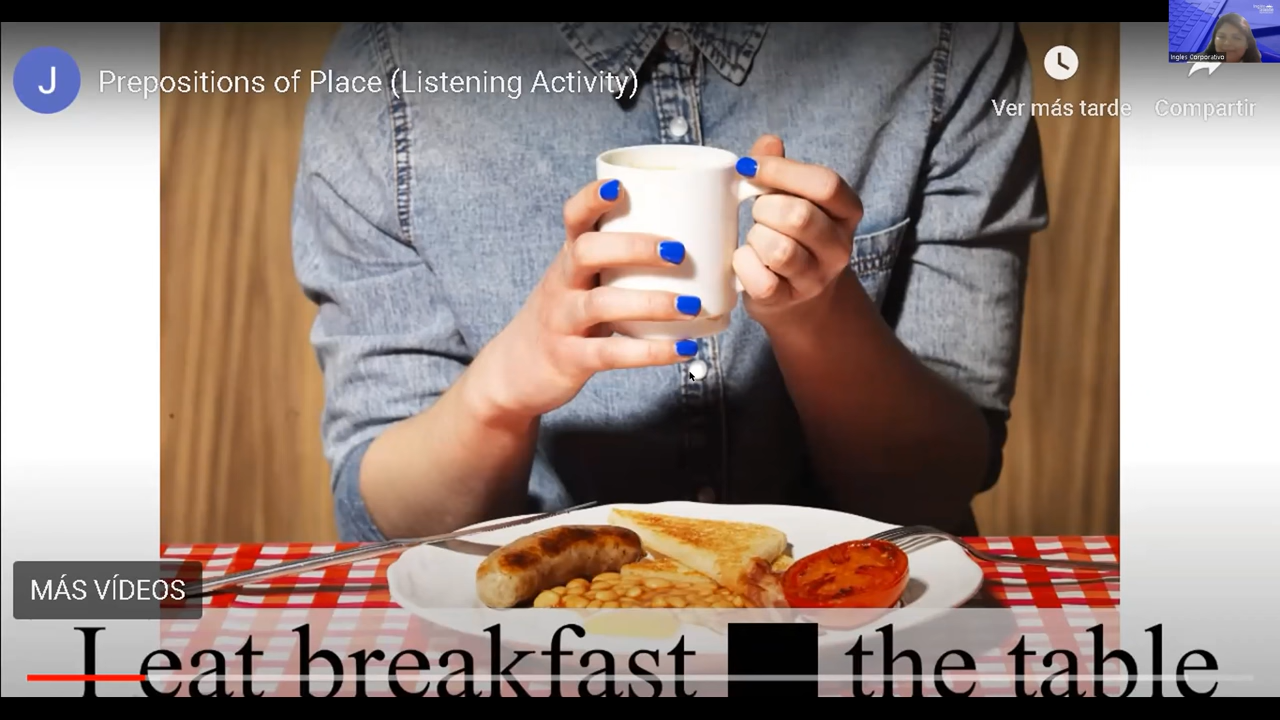 J
Prepositions of Place (Listening Activity)
Ver más tarde
Compartir
Ingles Corporativo
MÁS VÍDEOS
I eat breakfast the table